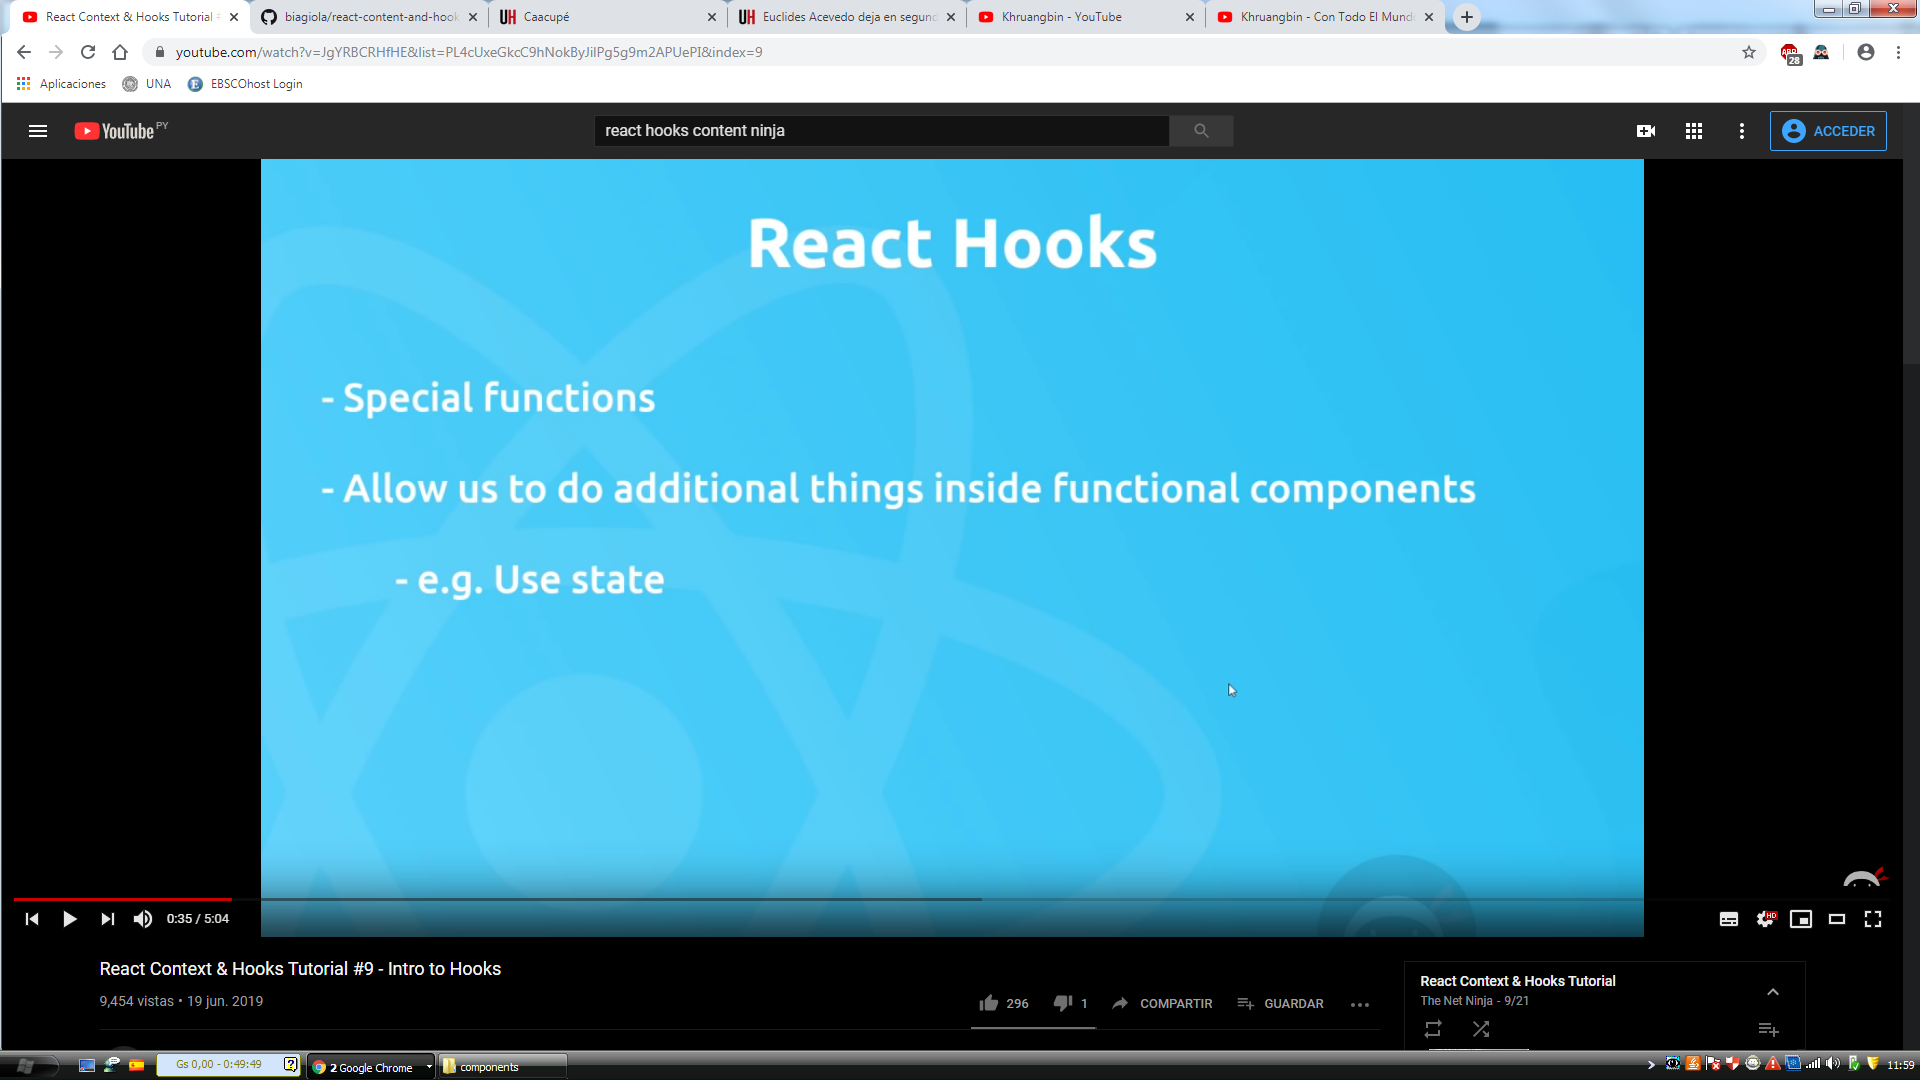 React Context & Hooks Tutorial #
biagiola/react-content-and-hook
UH Caacupé
UH Euclides Acevedo deja en segund
Khruangbin - YouTube
Khruangbin - Con Todo El Mund
youtube.com/watch?v=JgYRBCRHfHE&list=PL4cUxeGkcC9hNokByJilPg5g9m2APUePI&index=9
ABP
28
Aplicaciones
UNA
E EBSCOhost Login
YouTube PY
react hooks content ninja
ACCEDER
React Hooks
- Special functions
- Allow us to do additional things inside functional components
- e.g. Use state
0:35 / 5:04
HD
React Context & Hooks Tutorial #9 - Intro to Hooks
9,454 vistas • 19 jun. 2019
296
1
COMPARTIR
GUARDAR
React Context & Hooks Tutorial
The Net Ninja - 9/21
Gs 0,00 - 0:49:49
2 Google Chrome
components
11:59